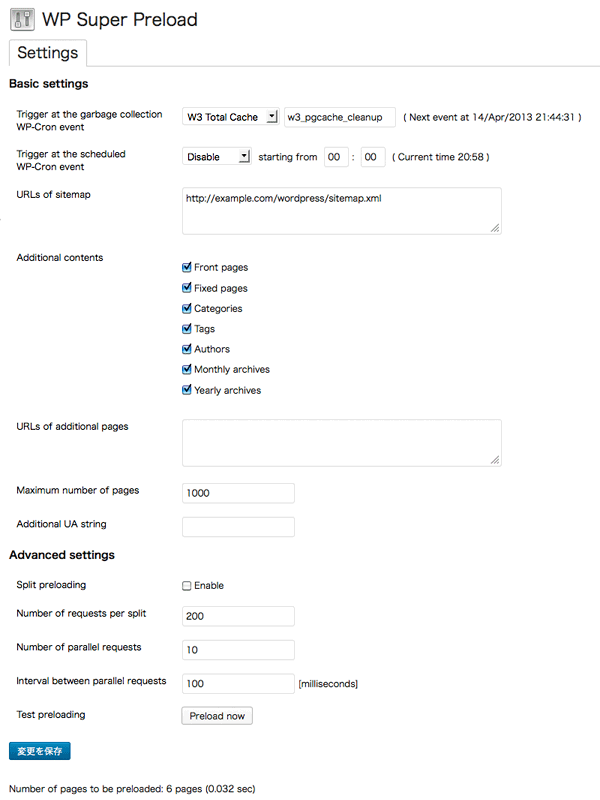 WP Super Preload
Settings
Basic settings
Trigger at the garbage collection W3 Total Cache w3_pgcache_cleanup ( Next event at 14/Apr/2013 21:44:31 )
WP-Cron event
Trigger at the scheduled Disable starting from 00 : 00 ( Current time 20:58 )
WP-Cron event
URLs of sitemap http://example.com/wordpress/sitemap.xml
Additional contents
Front pages
Fixed pages
Categories
Tags
Authors
Monthly archives
Yearly archives
URLs of additional pages
Maximum number of pages 1000
Additional UA string
Advanced settings
Split preloading Enable
Number of requests per split 200
Number of parallel requests 10
Interval between parallel requests 100 [milliseconds]
Test preloading Preload now
変更を保存
Number of pages to be preloaded: 6 pages (0.032 sec)